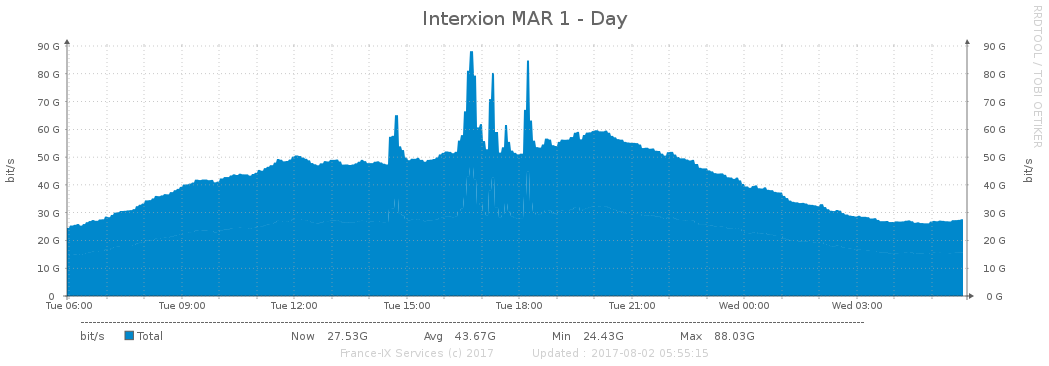 Interxion MAR 1 - Day
RRDTOOL / TOBI OETIKER
bit/s
90 G 90 G
80 G 80 G
70 G 70 G
60 G 60 G
50 G 50 G
40 G 40 G
30 G 30 G
20 G 20 G
10 G 10 G
0 0 G
bit/s
Tue 06:00 Tue 09:00 Tue 12:00 Tue 15:00 Tue 18:00 Tue 21:00 Wed 00:00 Wed 03:00
bit/s Total Now 27.53G Avg 43.67G Min 24.43G Max 88.03G
France-IX Services (c) 2017 Updated : 2017-08-02 05:55:15